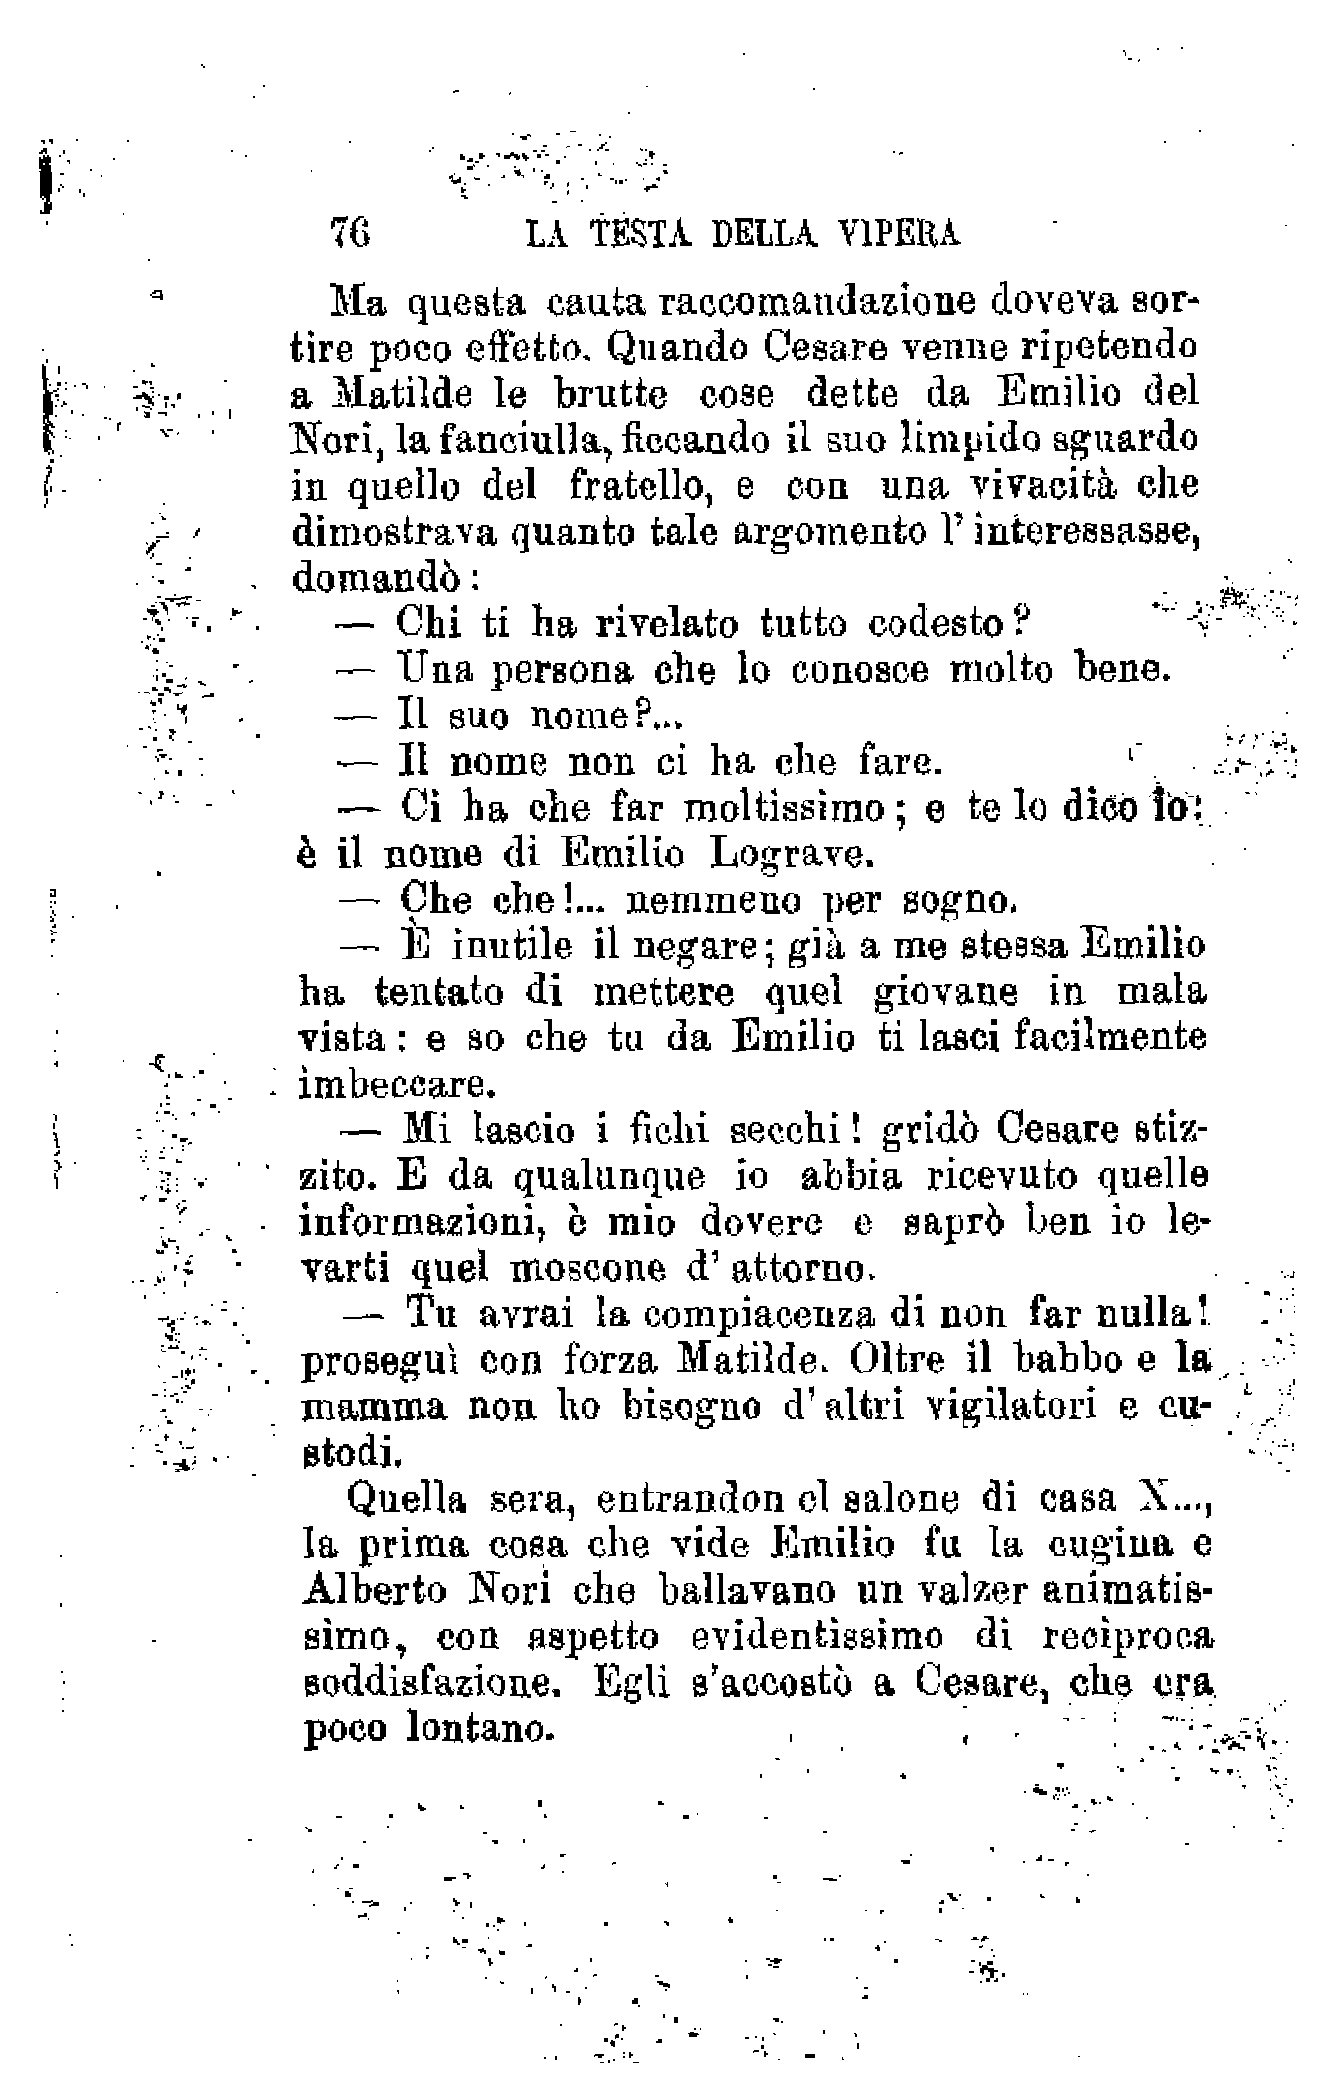 76 LA TESTA DELLA VIPERA
Ma questa cauta raccomandazione doveva sor-
tire poco effetto. Quando Cesare venne ripetendo
a Matilde le brutte cose dette da Emilio del
Nori, la fanciulla, ficcando il suo limpido sguardo
in quello del fratello, e con una vivacità che
dimostrava quanto tale argomento l' interessasse,
domandò :
— Chi ti ha rivelato tutto codesto ?
— Una persona che lo conosce molto bene.
— Il suo nome?...
— Il nome non ci ha che fare.
— Ci ha che far moltissimo ; e te lo dico io:
è il nome di Emilio Lograve.
— Che che!... nemmeno per sogno.
— È inutile il negare; già a me stessa Emilio
ha tentato di mettere quel giovane in mala
vista : e so che tu da Emilio ti lasci facilmente
imbeccare.
— Mi lascio i fichi secchi ! gridò Cesare stiz-
zito. E da qualunque io abbia ricevuto quelle
informazioni, è mio dovere e saprò ben io le-
varti quel moscone d' attorno.
— Tu avrai la compiacenza di non far nulla!
proseguì con forza Matilde. Oltre il babbo e la
mamma non ho bisogno d' altri vigilatori e cu-
stodi.
Quella sera, entrandon el salone di casa X...,
la prima cosa che vide Emilio fu la cugina e
Alberto Nori che ballavano un valzer animatis-
simo, con aspetto evidentissimo di reciproca
soddisfazione. Egli s'accostò a Cesare, che era
poco lontano.